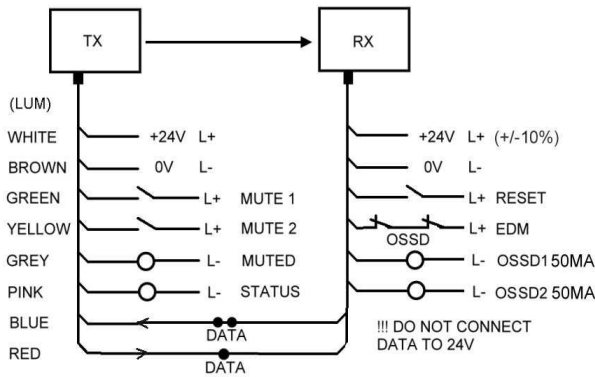 TX RX
(LUM)
WHITE +24V L+ +24V L+ (+/-10%)
BROWN 0V L- 0V L-
GREEN L+ MUTE 1 L+ RESET
YELLOW L+ MUTE 2 L+ EDM
OSSD
GREY L- MUTED L- OSSD1 50MA
PINK L- STATUS L- OSSD2 50MA
BLUE
DATA
!!! DO NOT CONNECT
DATA TO 24V
RED
DATA